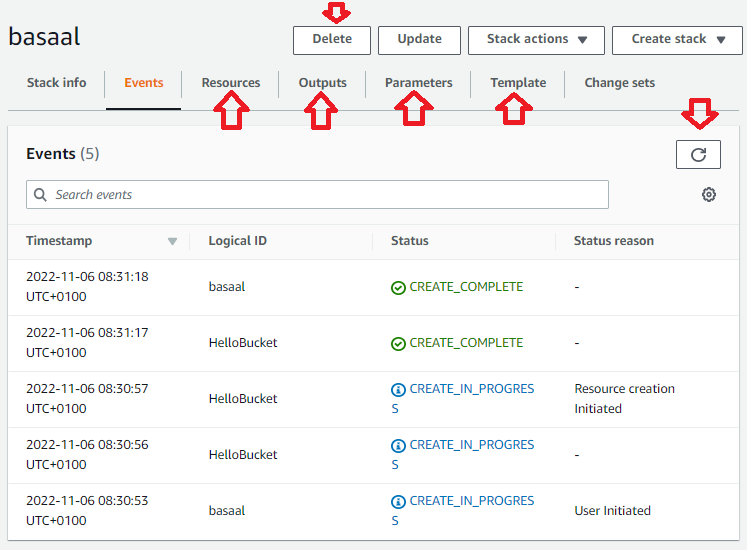 basaal
Delete
Update
Stack actions
Create stack
Stack info
Events
Resources
Outputs
Parameters
Template
Change sets
Events (5)
Search events
Timestamp Logical ID Status Status reason
2022-11-06 08:31:18 basaal CREATE_COMPLETE -
UTC+0100
2022-11-06 08:31:17 HelloBucket CREATE_COMPLETE -
UTC+0100
2022-11-06 08:30:57 HelloBucket CREATE_IN_PROGRES Resource creation
UTC+0100 S Initiated
2022-11-06 08:30:56 HelloBucket CREATE_IN_PROGRES -
UTC+0100 S
2022-11-06 08:30:53 basaal CREATE_IN_PROGRES User Initiated
UTC+0100 S